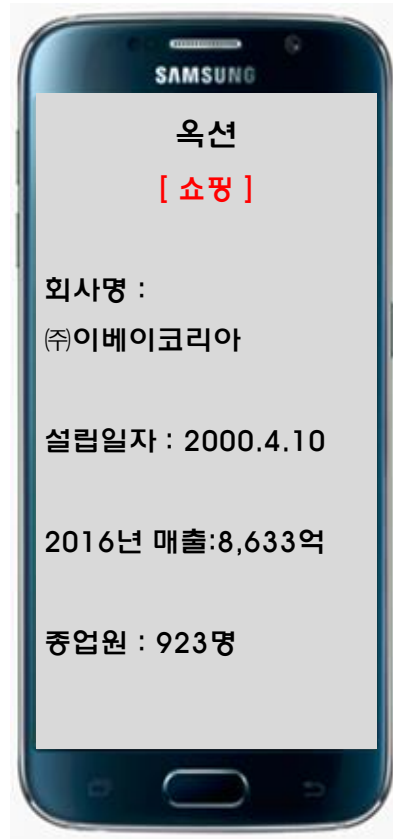 SAMSUNG
옥션
[ 쇼핑 ]
회사명 :
㈜이베이코리아
설립일자 : 2000.4.10
2016년 매출:8,633억
종업원 : 923명